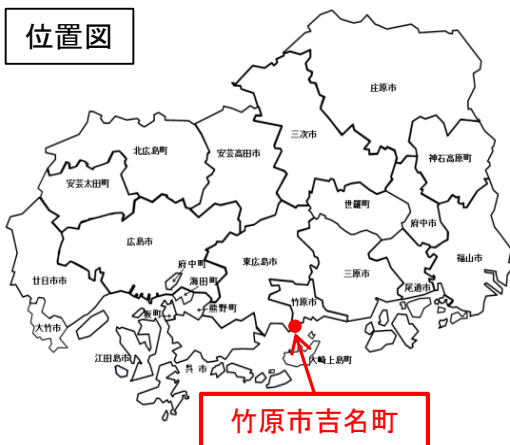 位置図
庄原市
三次市
北広島町
安芸高田市
神石高原町
安芸太田町
世羅町
府中市
広島市
府中町
東広島市
三原市
福山市
廿日市市
海田町
尾道市
竹原市
熊野町
坂町
大竹市
江田島市
呉市
大崎上島町
竹原市吉名町